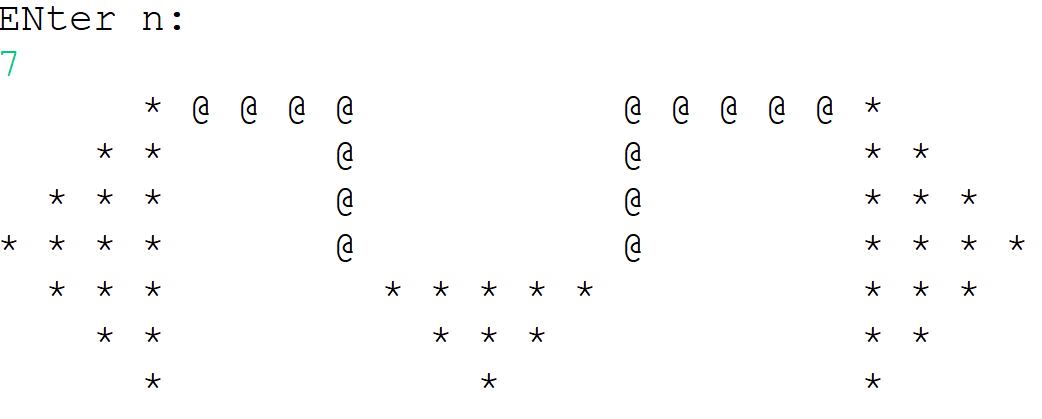 ENter n:
7
      * @ @ @ @           @ @ @ @ @ *
    * *       @           @         * *
  * * *       @           @         * * *
* * * *       @           @         * * * *
  * * *         * * * * *           * * *
    * *           * * *             * *
      *             *               *